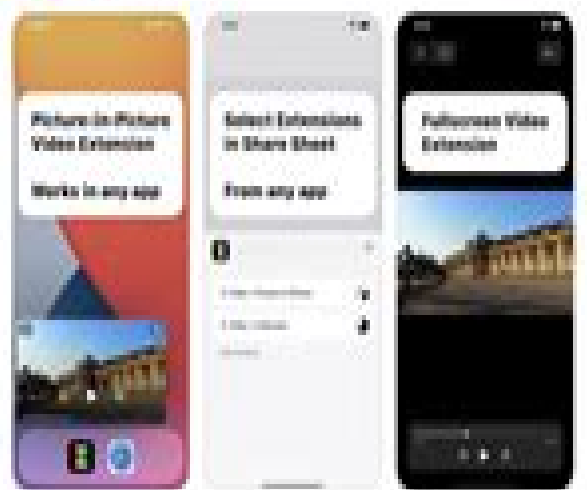 Picture in Picture
Video Extension
Works in any app
Select Extensions
in Share Sheet
From any app
Fullscreen Video
Extension